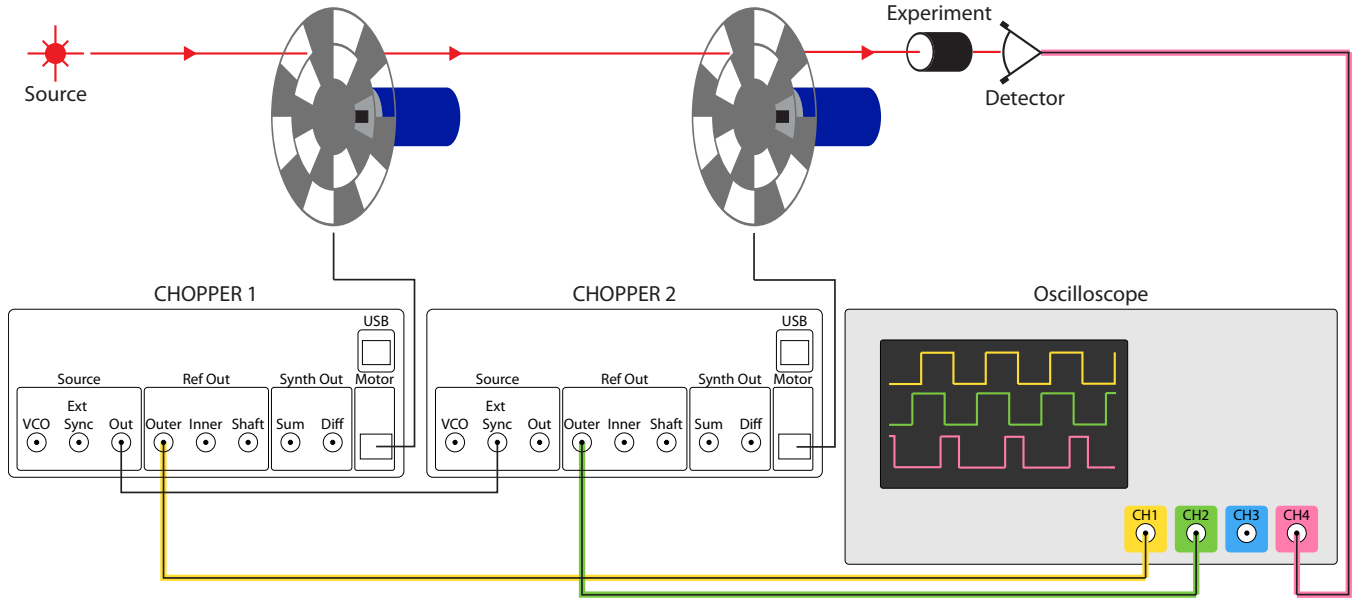 Experiment
Source
Detector
CHOPPER 1
CHOPPER 2
Oscilloscope
USB
Source
Ref Out
Synth Out
Motor
VCO
Ext
Sync
Out
Outer
Inner
Shaft
Sum
Diff
USB
Source
Ref Out
Synth Out
Motor
VCO
Ext
Sync
Out
Outer
Inner
Shaft
Sum
Diff
CH1
CH2
CH3
CH4